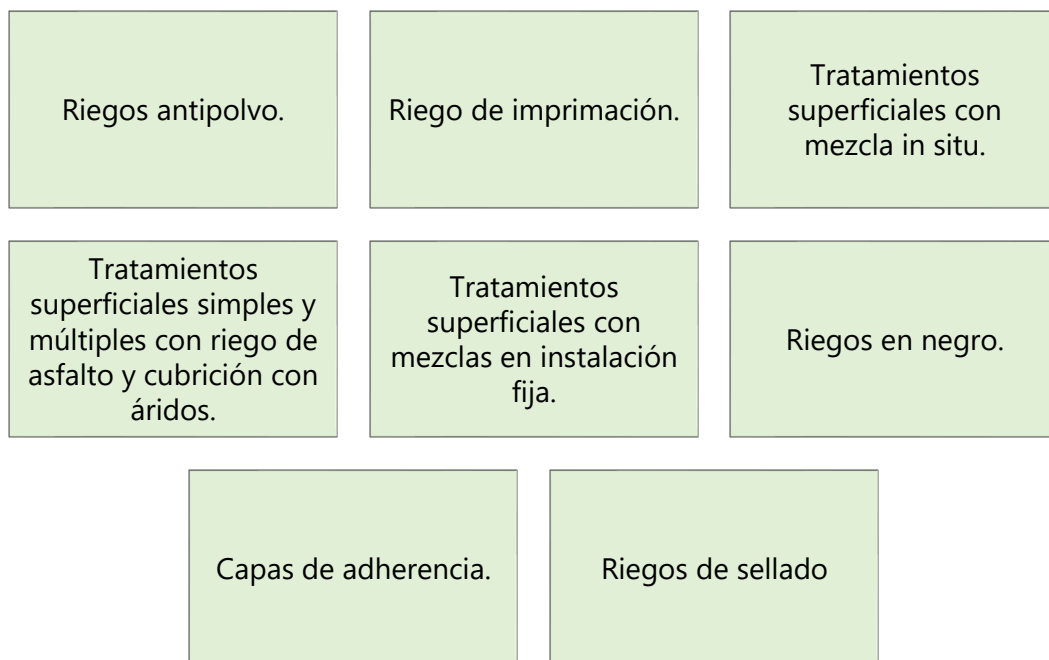 Riegos antipolvo.
Riego de imprimación.
Tratamientos
superficiales con
mezcla in situ.
Tratamientos
superficiales simples y
múltiples con riego de
asfalto y cubrición con
áridos.
Tratamientos
superficiales con
mezclas en instalación
fija.
Riegos en negro.
Capas de adherencia.
Riegos de sellado